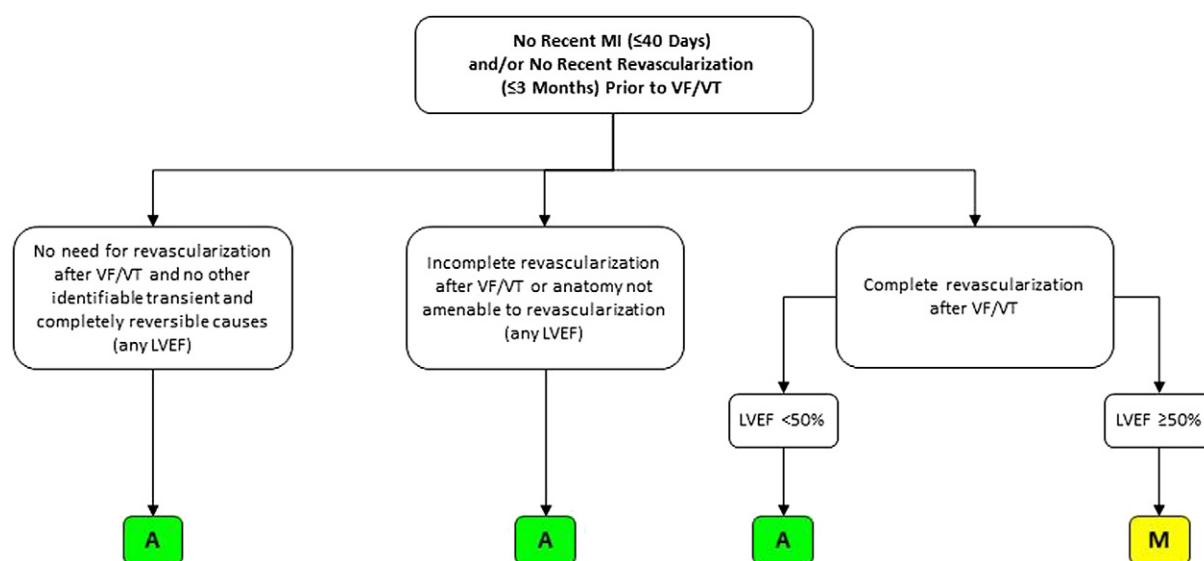 No Recent MI (≤40 Days)
and/or No Recent Revascularization
(≤3 Months) Prior to VF/VT
No need for revascularization
after VF/VT and no other
identifiable transient and
completely reversible causes
(any LVEF)
Incomplete revascularization
after VF/VT or anatomy not
amenable to revascularization
(any LVEF)
Complete revascularization
after VF/VT
LVEF <50%
LVEF ≥50%
A
A
A
M